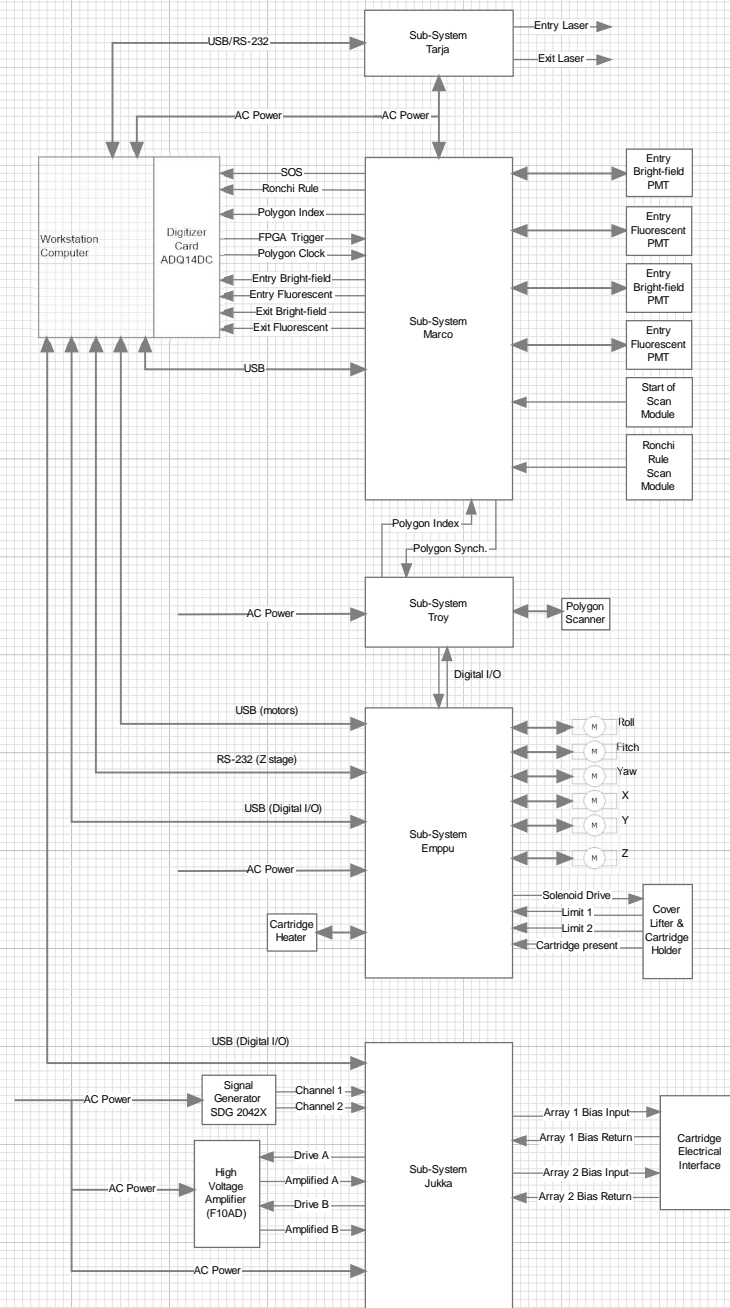 Sub-System
Tarja
USB/RS-232
Entry Laser
Exit Laser
AC Power
AC Power
Workstation
Computer
Digitizer
Card
ADQ14DC
SOS
Ronchi Rule
Polygon Index
FPGA Trigger
Polygon Clock
Entry Bright-field
Entry Fluorescent
Exit Bright-field
Exit Fluorescent
USB
Sub-System
Marco
Entry
Bright-field
PMT
Entry
Fluorescent
PMT
Entry
Bright-field
PMT
Entry
Fluorescent
PMT
Start of
Scan
Module
Ronchi
Rule
Scan
Module
Polygon Index
Polygon Synch.
AC Power
Sub-System
Troy
Polygon
Scanner
Digital I/O
USB (motors)
RS-232 (Z stage)
USB (Digital I/O)
AC Power
Cartridge
Heater
Sub-System
Emppu
M
Roll
M
Pitch
M
Yaw
M
X
M
Y
M
Z
Solenoid Drive
Limit 1
Limit 2
Cartridge present
Cover
Lifter &
Cartridge
Holder
USB (Digital I/O)
AC Power
Signal
Generator
SDG 2042X
Channel 1
Channel 2
AC Power
High
Voltage
Amplifier
(F10AD)
Drive A
Amplified A
Drive B
Amplified B
AC Power
Sub-System
Jukka
Array 1 Bias Input
Array 1 Bias Return
Array 2 Bias Input
Array 2 Bias Return
Cartridge
Electrical
Interface